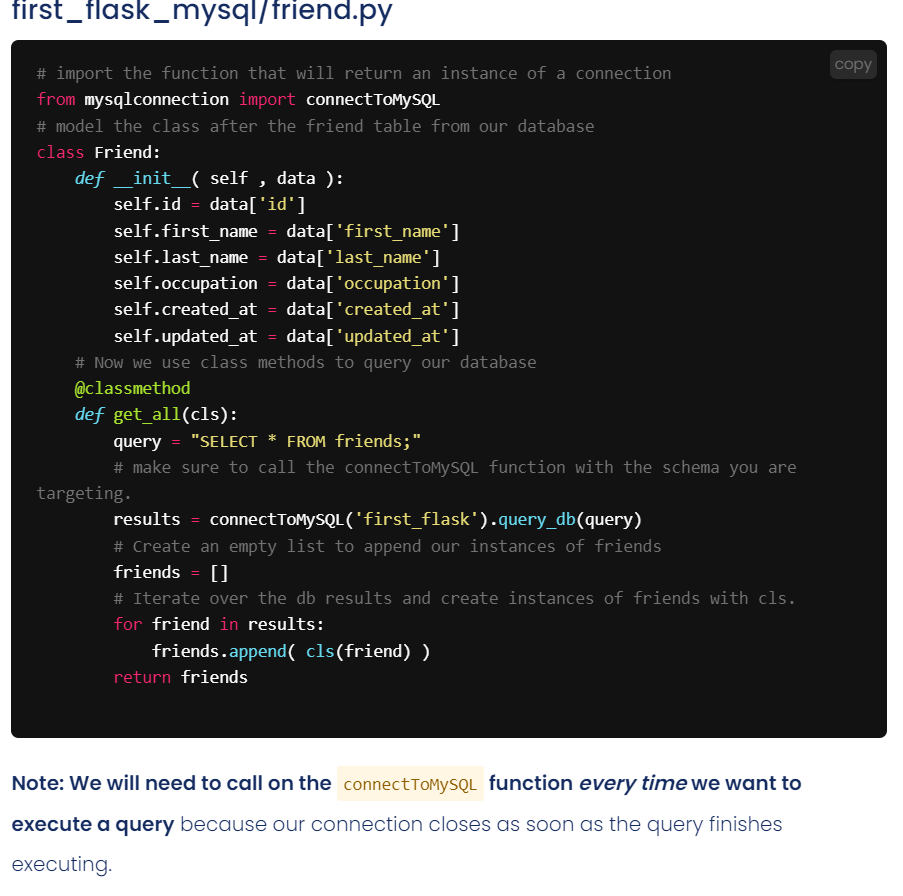 first_flask_mysql/friend.py
copy
# import the function that will return an instance of a connection
from mysqlconnection import connectToMySQL
# model the class after the friend table from our database
class Friend:
    def __init__( self , data ):
        self.id = data['id']
        self.first_name = data['first_name']
        self.last_name = data['last_name']
        self.occupation = data['occupation']
        self.created_at = data['created_at']
        self.updated_at = data['updated_at']
    # Now we use class methods to query our database
    @classmethod
    def get_all(cls):
        query = "SELECT * FROM friends;"
        # make sure to call the connectToMySQL function with the schema you are
targeting.
        results = connectToMySQL('first_flask').query_db(query)
        # Create an empty list to append our instances of friends
        friends = []
        # Iterate over the db results and create instances of friends with cls.
        for friend in results:
            friends.append( cls(friend) )
        return friends
Note: We will need to call on the connectToMySQL function every time we want to
execute a query because our connection closes as soon as the query finishes
executing.